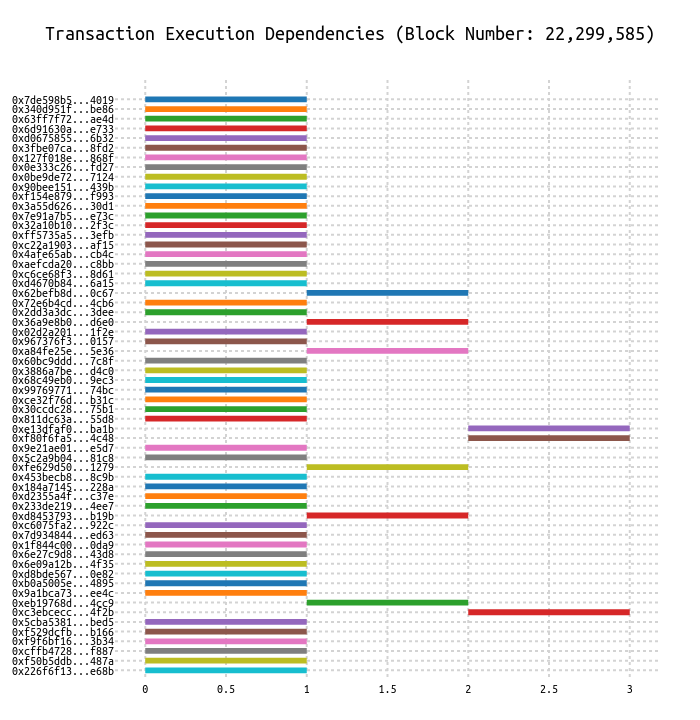 Transaction Execution Dependencies (Block Number: 22,299,585)
0x7de598b5...4019
0x340d951f...be86
0x63ff7f72...ae4d
0x6d91630a...e733
0xd0675855...6b32
0x3fbe07ca...8fd2
0x127f018e...868f
0x0e333c26...fd27
0x0be9de72...7124
0x90bee151...439b
0xf154e879...f993
0x3a55d626...30d1
0x7e91a7b5...e73c
0x32a10b10...2f3c
0xff5735a5...3efb
0xc22a1903...af15
0x4afe65ab...cb4c
0xaefcda20...c8bb
0xc6ce68f3...8d61
0xd4670b84...6a15
0x62befb8d...0c67
0x72e6b4cd...4cb6
0x2dd3a3dc...3dee
0x36a9e8b0...d6e0
0x02d2a201...1f2e
0x967376f3...0157
0xa84fe25e...5e36
0x60bc9ddd...7c8f
0x3886a7be...d4c0
0x68c49eb0...9ec3
0x99769771...74bc
0xce32f76d...b31c
0x30ccdc28...75b1
0x811dc63a...55d8
0xe13dfaf0...ba1b
0xf80f6fa5...4c48
0x9e21ae01...e5d7
0x5c2a9b04...81c8
0xfe629d50...1279
0x453becb8...8c9b
0x184a7145...228a
0xd2355a4f...c37e
0x233de219...4ee7
0xd8453793...b19b
0xc6075fa2...922c
0x7d934844...ed63
0x1f844c00...0da9
0x6e27c9d8...43d8
0x6e09a12b...4f35
0xd8bde567...0e82
0xb0a5005e...4895
0x9a1bca73...ee4c
0xeb19768d...4cc9
0xc3ebcecc...4f2b
0x5cba5381...bed5
0xf529dcfb...b166
0xf9f6bf16...3b34
0xcffb4728...f887
0xf50b5ddb...487a
0x226f6f13...e68b
0 0.5 1 1.5 2 2.5 3